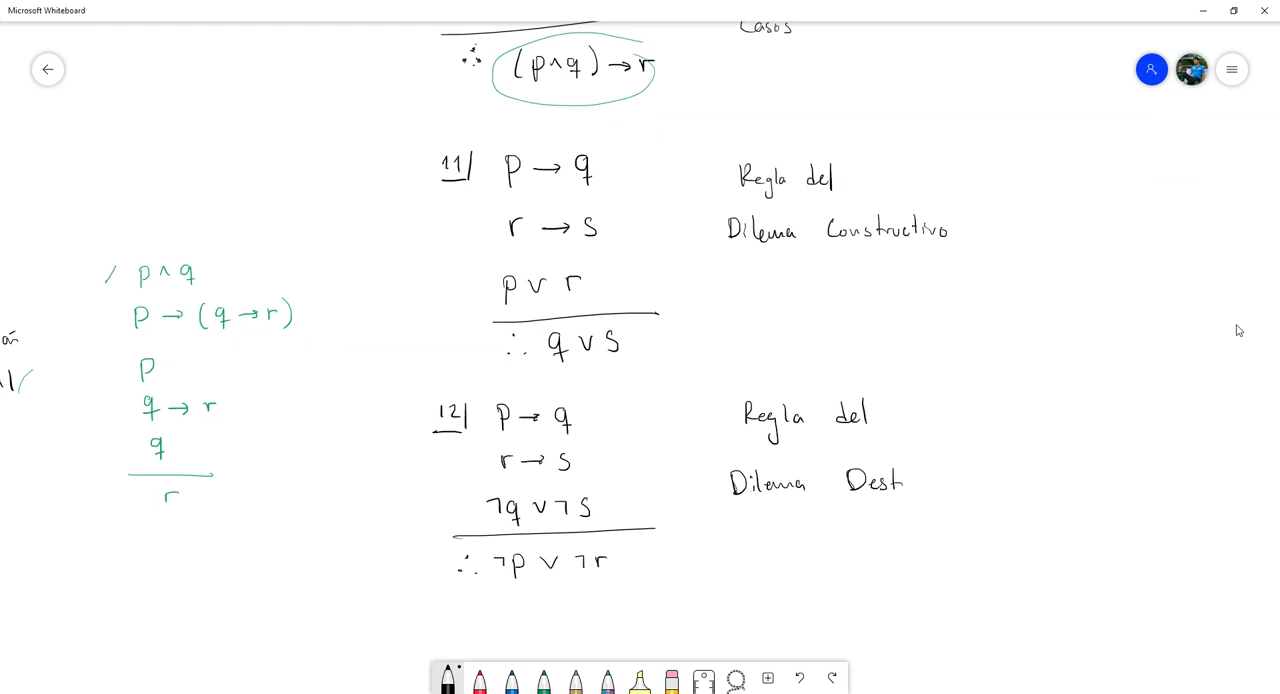 Microsoft Whiteboard
Casos
∴ (p ∧ q) → r
11| p → q
Regla del
r → s
Dilema Constructivo
p ∨ r
∴ q ∨ s
/ p ∧ q
p → (q → r)
p
q → r
q
r
12| p → q
Regla del
r → s
Dilema Dest
¬q ∨ ¬s
∴ ¬p ∨ ¬r